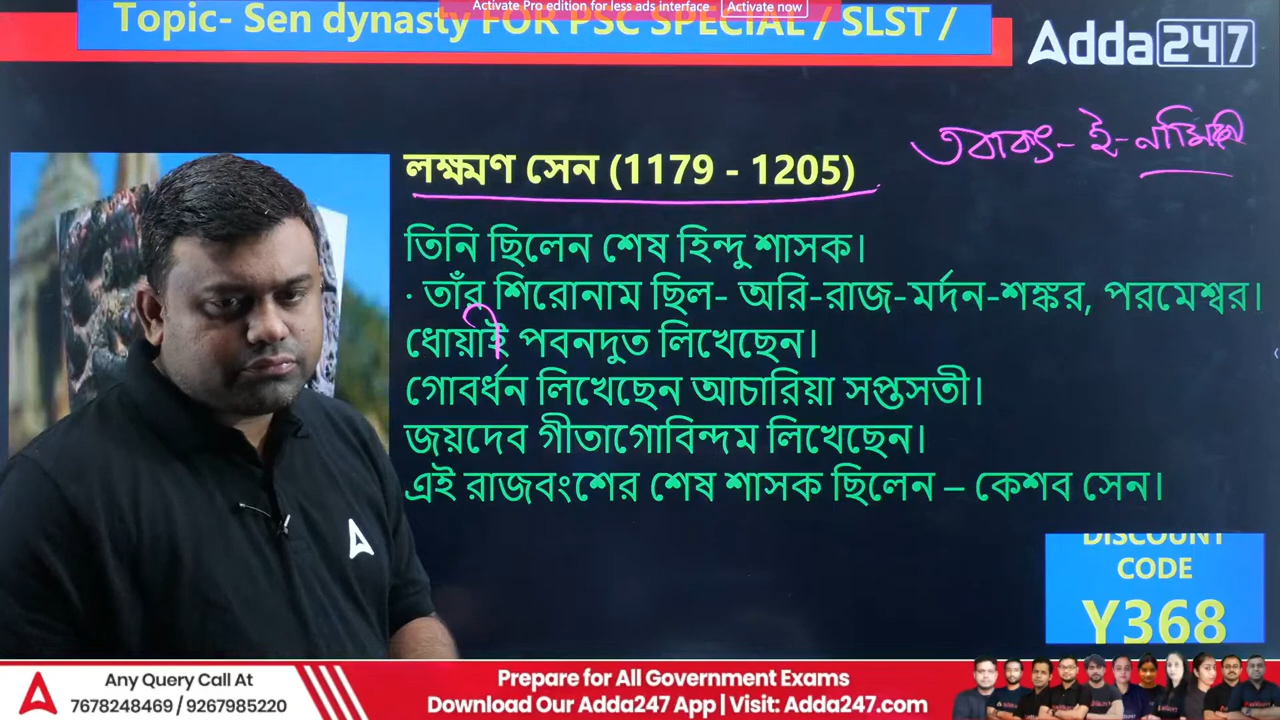 Activate Pro edition for less ads interface Activate now
Topic- Sen dynasty FOR PSC SPECIAL / SLST /
Adda247
তবাকৎ-ই-নাসিরী
লক্ষ্মণ সেন (1179 - 1205)
তিনি ছিলেন শেষ হিন্দু শাসক।
· তাঁর শিরোনাম ছিল- অরি-রাজ-মর্দন-শঙ্কর, পরমেশ্বর।
ধোয়াই পবনদুত লিখেছেন।
গোবর্ধন লিখেছেন আচারিয়া সপ্তসতী।
জয়দেব গীতাগোবিন্দম লিখেছেন।
এই রাজবংশের শেষ শাসক ছিলেন – কেশব সেন।
DISCOUNT
CODE
Y368
Any Query Call At
7678248469 / 9267985220
Prepare for All Government Exams
Download Our Adda247 App | Visit: Adda247.com